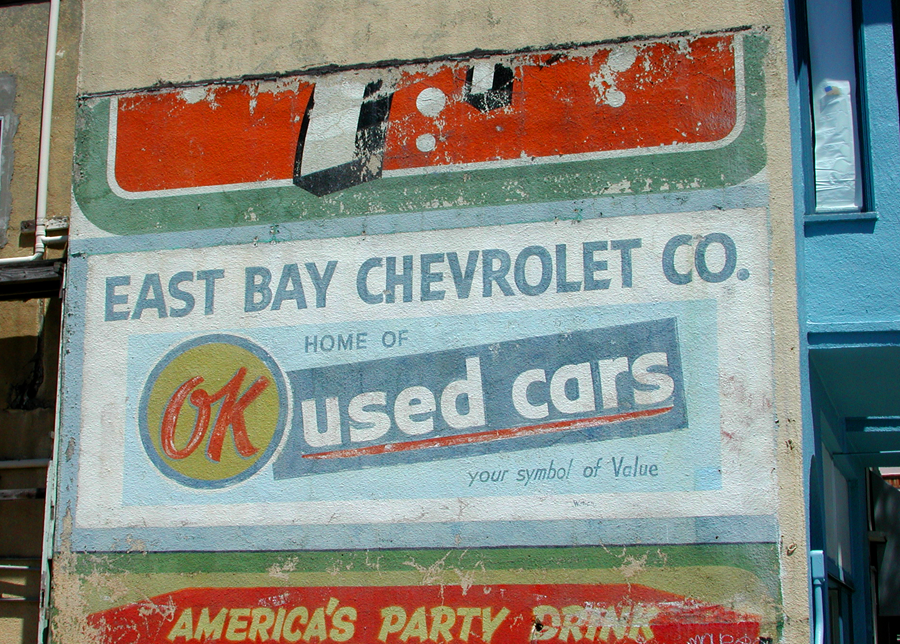 EAST BAY CHEVROLET CO.
HOME OF
OK used cars
your symbol of Value
AMERICA'S PARTY DRINK